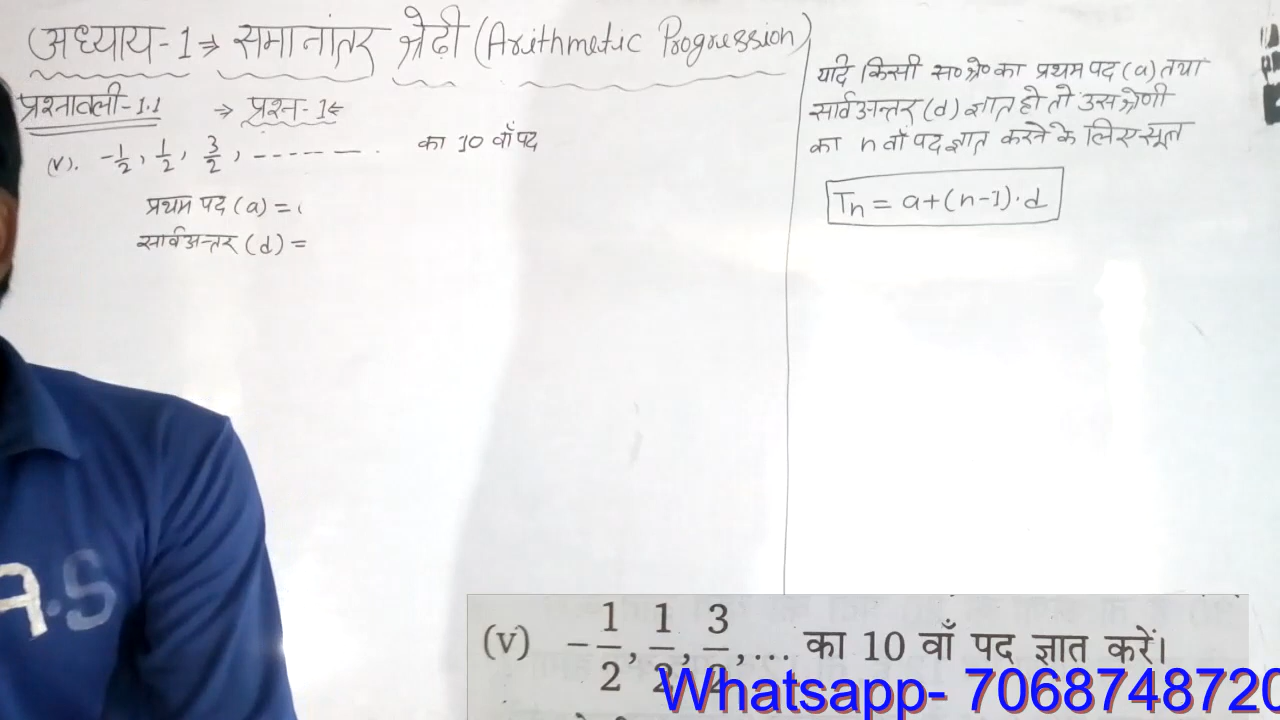 अध्याय-1⇒ समानांतर श्रेढ़ी (Arithmetic Progression)
प्रश्नावली-1.1 → प्रश्न-1⇐
(v). -1/2, 1/2, 3/2, ------- . का 10 वाँ पद
प्रथम पद (a) = (
सार्वअन्तर (d) =
यदि किसी स० श्रे० का प्रथम पद (a) तथा
सार्वअन्तर (d) ज्ञात हो तो उस श्रेणी
का n वाँ पद ज्ञात करने के लिए सूत्र
Tn = a+(n-1)·d
A.S
(v) -1/2, 1/2, 3/2, ... का 10 वाँ पद ज्ञात करें।
Whatsapp- 7068748720